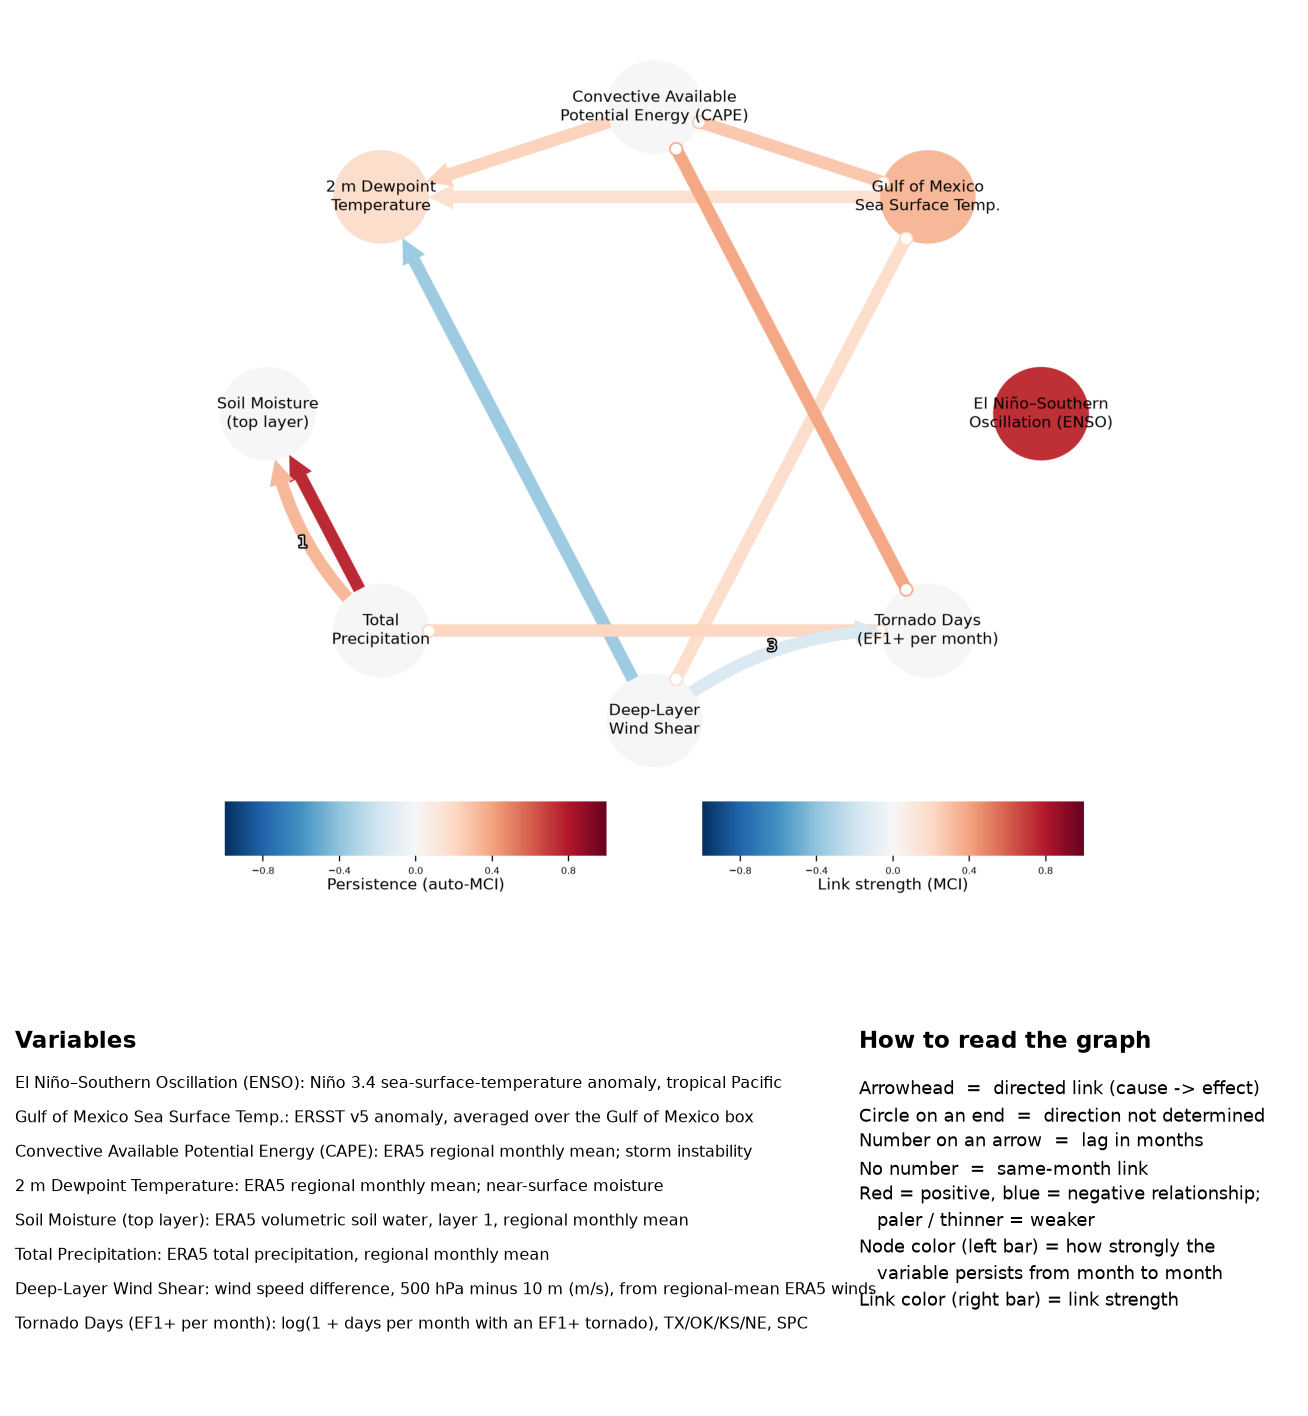 Convective Available
Potential Energy (CAPE)
2 m Dewpoint
Temperature
Gulf of Mexico
Sea Surface Temp.
Soil Moisture
(top layer)
El Niño–Southern
Oscillation (ENSO)
1
Total
Precipitation
Tornado Days
(EF1+ per month)
3
Deep-Layer
Wind Shear
−0.8 −0.4 0.0 0.4 0.8
Persistence (auto-MCI)
−0.8 −0.4 0.0 0.4 0.8
Link strength (MCI)
Variables
El Niño–Southern Oscillation (ENSO): Niño 3.4 sea-surface-temperature anomaly, tropical Pacific
Gulf of Mexico Sea Surface Temp.: ERSST v5 anomaly, averaged over the Gulf of Mexico box
Convective Available Potential Energy (CAPE): ERA5 regional monthly mean; storm instability
2 m Dewpoint Temperature: ERA5 regional monthly mean; near-surface moisture
Soil Moisture (top layer): ERA5 volumetric soil water, layer 1, regional monthly mean
Total Precipitation: ERA5 total precipitation, regional monthly mean
Deep-Layer Wind Shear: wind speed difference, 500 hPa minus 10 m (m/s), from regional-mean ERA5 winds
Tornado Days (EF1+ per month): log(1 + days per month with an EF1+ tornado), TX/OK/KS/NE, SPC
How to read the graph
Arrowhead = directed link (cause -> effect)
Circle on an end = direction not determined
Number on an arrow = lag in months
No number = same-month link
Red = positive, blue = negative relationship;
paler / thinner = weaker
Node color (left bar) = how strongly the
variable persists from month to month
Link color (right bar) = link strength